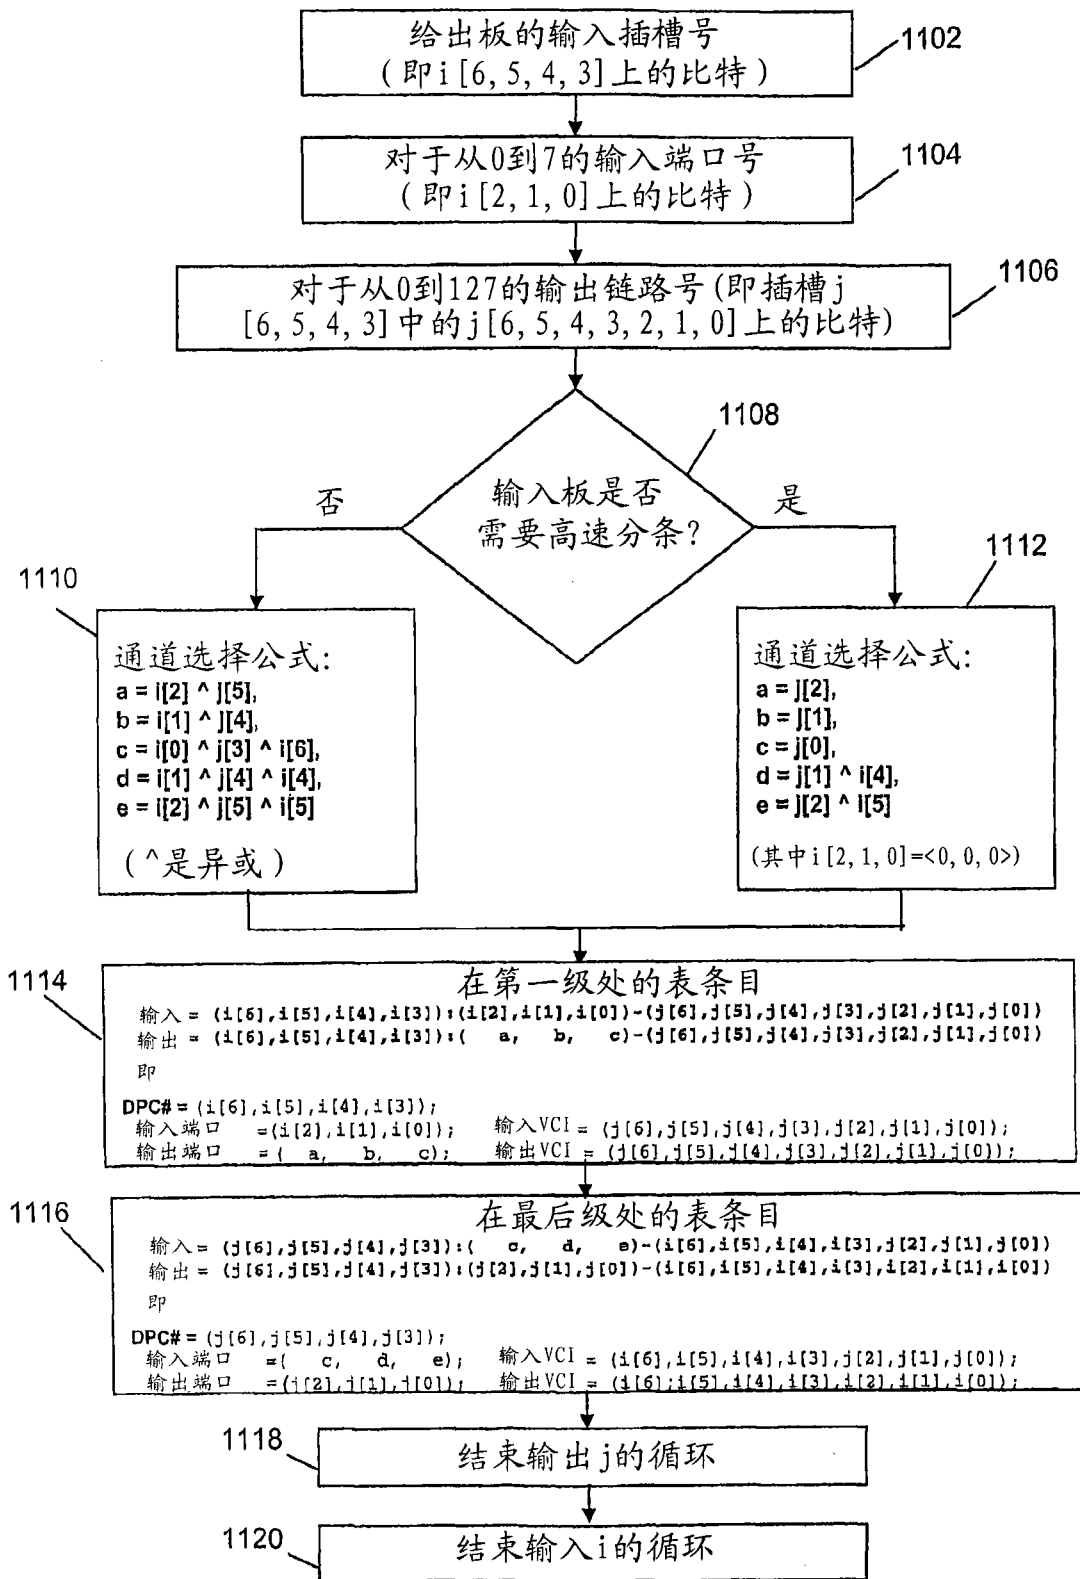 给出板的输入插槽号
(即i[6,5,4,3]上的比特)
1102
对于从0到7的输入端口号
(即i[2,1,0]上的比特)
1104
对于从0到127的输出链路号(即插槽j
[6,5,4,3]中的j[6,5,4,3,2,1,0]上的比特)
1106
1108
输入板是否
需要高速分条?
否
是
1110
通道选择公式:
a = i[2] ^ j[5],
b = i[1] ^ j[4],
c = i[0] ^ j[3] ^ i[6],
d = i[1] ^ j[4] ^ i[4],
e = i[2] ^ j[5] ^ i[5]
(^是异或)
1112
通道选择公式:
a = j[2],
b = j[1],
c = j[0],
d = j[1] ^ i[4],
e = j[2] ^ i[5]
(其中i[2,1,0]=<0,0,0>)
1114
在第一级处的表条目
输入 = (i[6],i[5],i[4],i[3]):(i[2],i[1],i[0])-(j[6],j[5],j[4],j[3],j[2],j[1],j[0])
输出 = (i[6],i[5],i[4],i[3]):( a, b, c)-(j[6],j[5],j[4],j[3],j[2],j[1],j[0])
即
DPC# = (i[6],i[5],i[4],i[3]);
输入端口 =(i[2],i[1],i[0]); 输入VCI = (j[6],j[5],j[4],j[3],j[2],j[1],j[0]);
输出端口 =( a, b, c); 输出VCI = (j[6],j[5],j[4],j[3],j[2],j[1],j[0]);
1116
在最后级处的表条目
输入 = (j[6],j[5],j[4],j[3]):( c, d, e)-(i[6],i[5],i[4],i[3],j[2],j[1],j[0])
输出 = (j[6],j[5],j[4],j[3]):(j[2],j[1],j[0])-(i[6],i[5],i[4],i[3],i[2],i[1],i[0])
即
DPC# = (j[6],j[5],j[4],j[3]);
输入端口 =( c, d, e); 输入VCI = (i[6],i[5],i[4],i[3],j[2],j[1],j[0]);
输出端口 =(j[2],j[1],j[0]); 输出VCI = (i[6];i[5],i[4],i[3],i[2],i[1],i[0]);
1118
结束输出j的循环
1120
结束输入i的循环